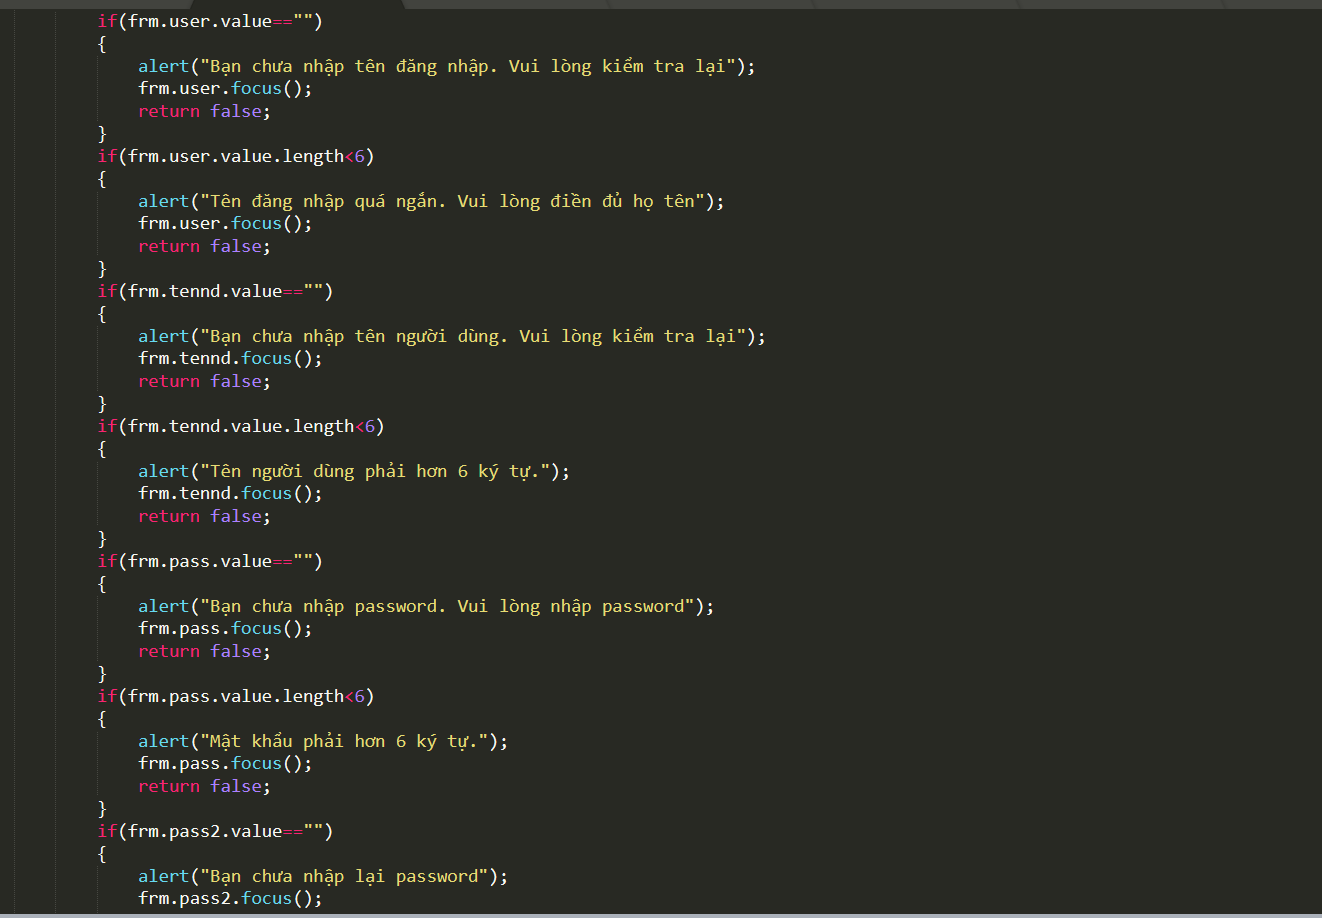 if(frm.user.value=="")
{
alert("Bạn chưa nhập tên đăng nhập. Vui lòng kiểm tra lại");
frm.user.focus();
return false;
}
if(frm.user.value.length<6)
{
alert("Tên đăng nhập quá ngắn. Vui lòng điền đủ họ tên");
frm.user.focus();
return false;
}
if(frm.tennd.value=="")
{
alert("Bạn chưa nhập tên người dùng. Vui lòng kiểm tra lại");
frm.tennd.focus();
return false;
}
if(frm.tennd.value.length<6)
{
alert("Tên người dùng phải hơn 6 ký tự.");
frm.tennd.focus();
return false;
}
if(frm.pass.value=="")
{
alert("Bạn chưa nhập password. Vui lòng nhập password");
frm.pass.focus();
return false;
}
if(frm.pass.value.length<6)
{
alert("Mật khẩu phải hơn 6 ký tự.");
frm.pass.focus();
return false;
}
if(frm.pass2.value=="")
{
alert("Bạn chưa nhập lại password");
frm.pass2.focus();